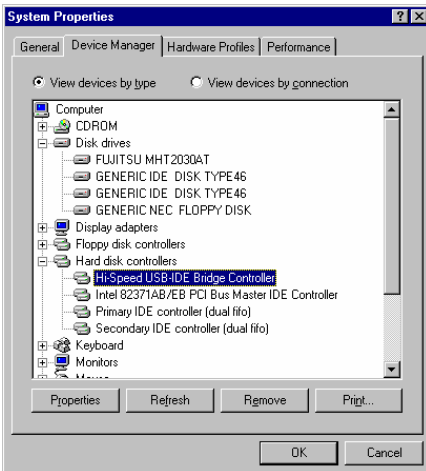 System Properties
General Device Manager Hardware Profiles Performance
View devices by type View devices by connection
Computer
CDROM
Disk drives
FUJITSU MHT2030AT
GENERIC IDE DISK TYPE46
GENERIC IDE DISK TYPE46
GENERIC NEC FLOPPY DISK
Display adapters
Floppy disk controllers
Hard disk controllers
Hi-Speed USB-IDE Bridge Controller
Intel 82371AB/EB PCI Bus Master IDE Controller
Primary IDE controller (dual fifo)
Secondary IDE controller (dual fifo)
Keyboard
Monitors
Properties Refresh Remove Print...
OK Cancel